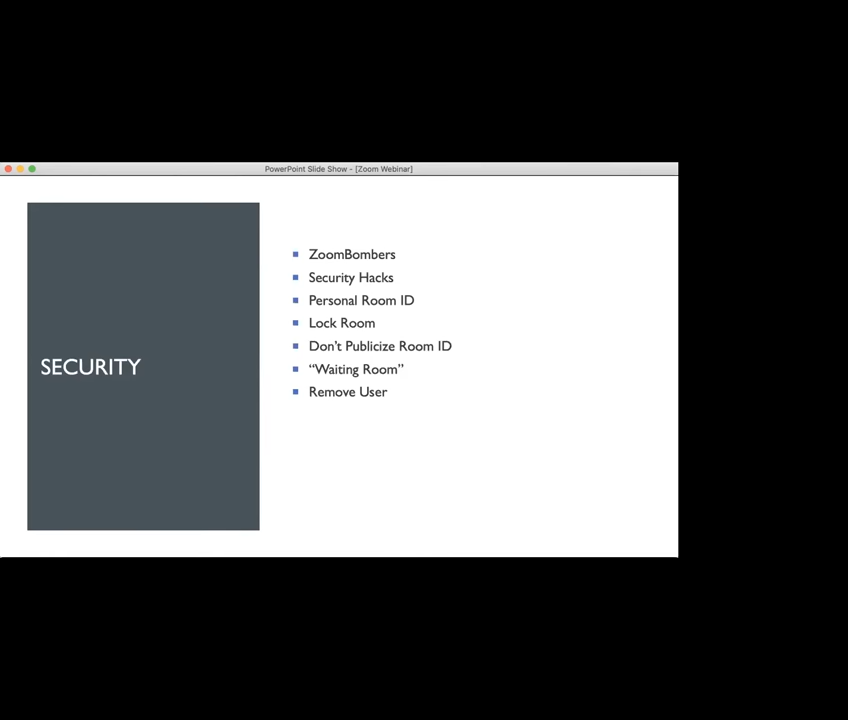 PowerPoint Slide Show - [Zoom Webinar]
SECURITY
ZoomBombers
Security Hacks
Personal Room ID
Lock Room
Don’t Publicize Room ID
“Waiting Room”
Remove User